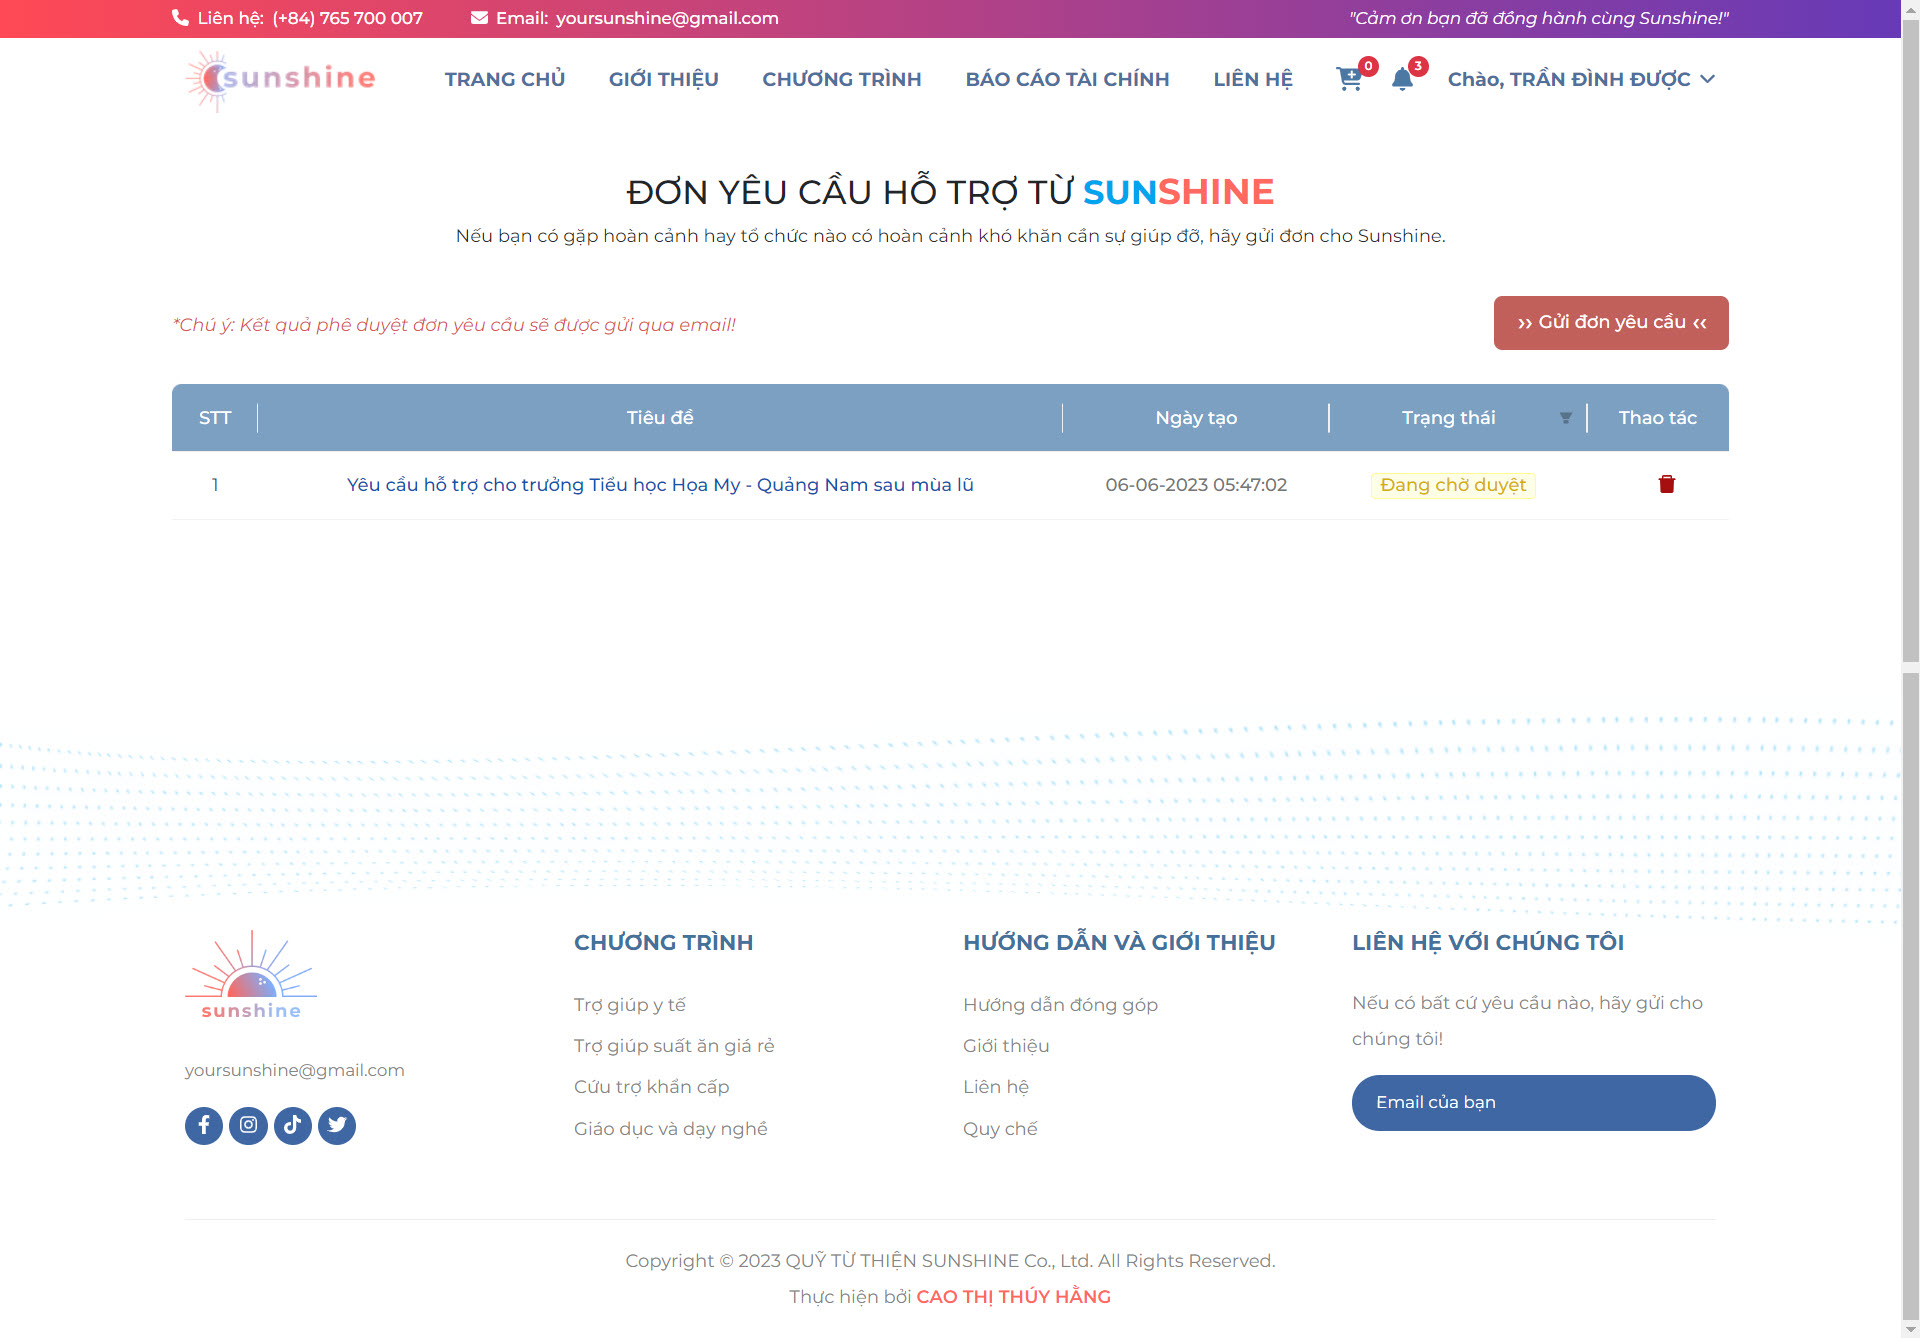 Liên hệ: (+84) 765 700 007 Email: yoursunshine@gmail.com "Cảm ơn bạn đã đồng hành cùng Sunshine!"
sunshine TRANG CHỦ GIỚI THIỆU CHƯƠNG TRÌNH BÁO CÁO TÀI CHÍNH LIÊN HỆ 0 3 Chào, TRẦN ĐÌNH ĐƯỢC
ĐƠN YÊU CẦU HỖ TRỢ TỪ SUNSHINE
Nếu bạn có gặp hoàn cảnh hay tổ chức nào có hoàn cảnh khó khăn cần sự giúp đỡ, hãy gửi đơn cho Sunshine.
*Chú ý: Kết quả phê duyệt đơn yêu cầu sẽ được gửi qua email!
›› Gửi đơn yêu cầu ‹‹
STT Tiêu đề Ngày tạo Trạng thái Thao tác
1 Yêu cầu hỗ trợ cho trưởng Tiểu học Họa My - Quảng Nam sau mùa lũ 06-06-2023 05:47:02 Đang chờ duyệt
sunshine
yoursunshine@gmail.com
CHƯƠNG TRÌNH
Trợ giúp y tế
Trợ giúp suất ăn giá rẻ
Cứu trợ khẩn cấp
Giáo dục và dạy nghề
HƯỚNG DẪN VÀ GIỚI THIỆU
Hướng dẫn đóng góp
Giới thiệu
Liên hệ
Quy chế
LIÊN HỆ VỚI CHÚNG TÔI
Nếu có bất cứ yêu cầu nào, hãy gửi cho
chúng tôi!
Email của bạn
Copyright © 2023 QUỸ TỪ THIỆN SUNSHINE Co., Ltd. All Rights Reserved.
Thực hiện bởi CAO THỊ THÚY HẰNG